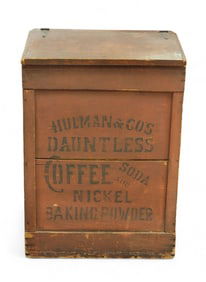 HULMAN & CO'S
DAUNTLESS
COFFEE AND SODA
NICKEL
BAKING POWDER